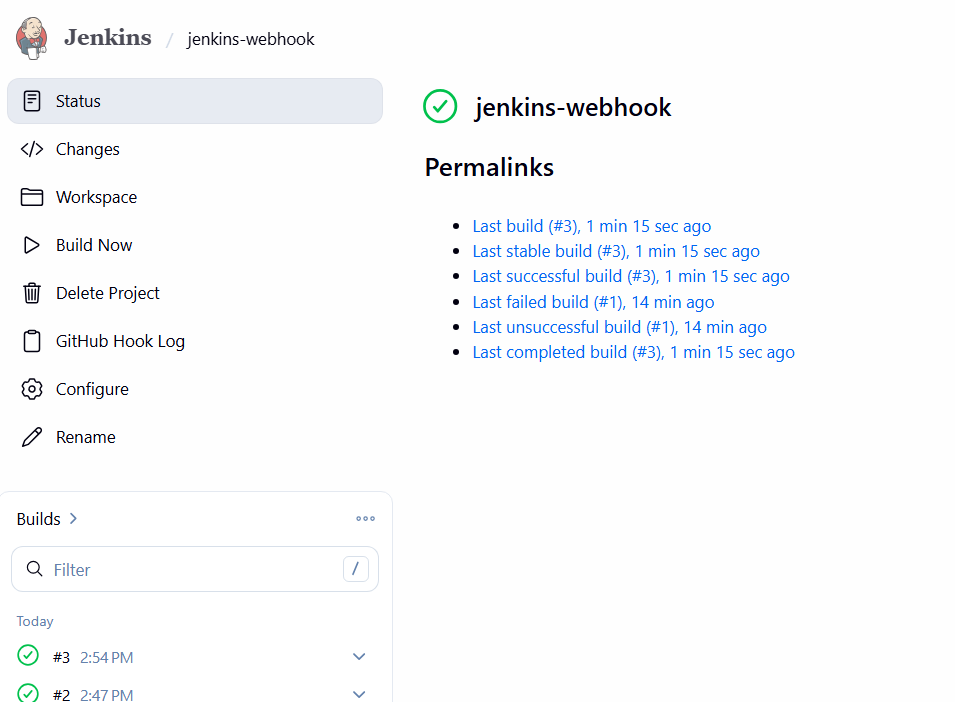 Jenkins / jenkins-webhook
Status
Changes
Workspace
Build Now
Delete Project
GitHub Hook Log
Configure
Rename
Builds
Filter /
Today
#3 2:54 PM
#2 2:47 PM
jenkins-webhook
Permalinks
Last build (#3), 1 min 15 sec ago
Last stable build (#3), 1 min 15 sec ago
Last successful build (#3), 1 min 15 sec ago
Last failed build (#1), 14 min ago
Last unsuccessful build (#1), 14 min ago
Last completed build (#3), 1 min 15 sec ago